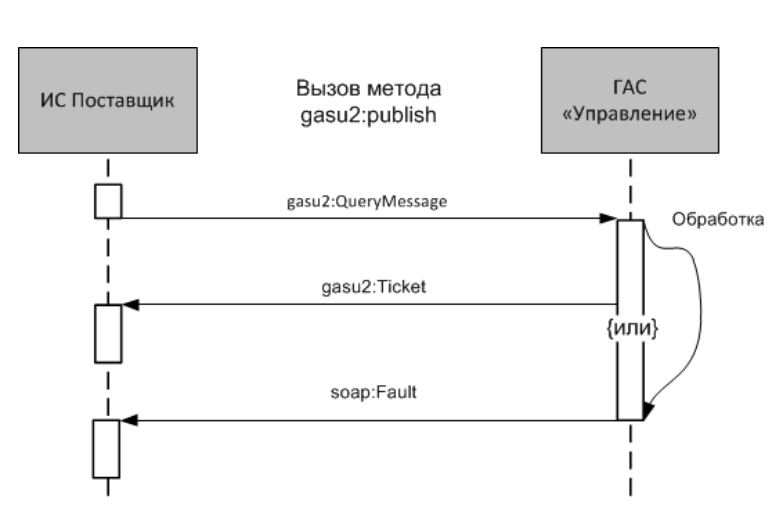 ИС Поставщик
Вызов метода
gasu2:publish
ГАС
«Управление»
gasu2:QueryMessage
Обработка
gasu2:Ticket
{или}
soap:Fault